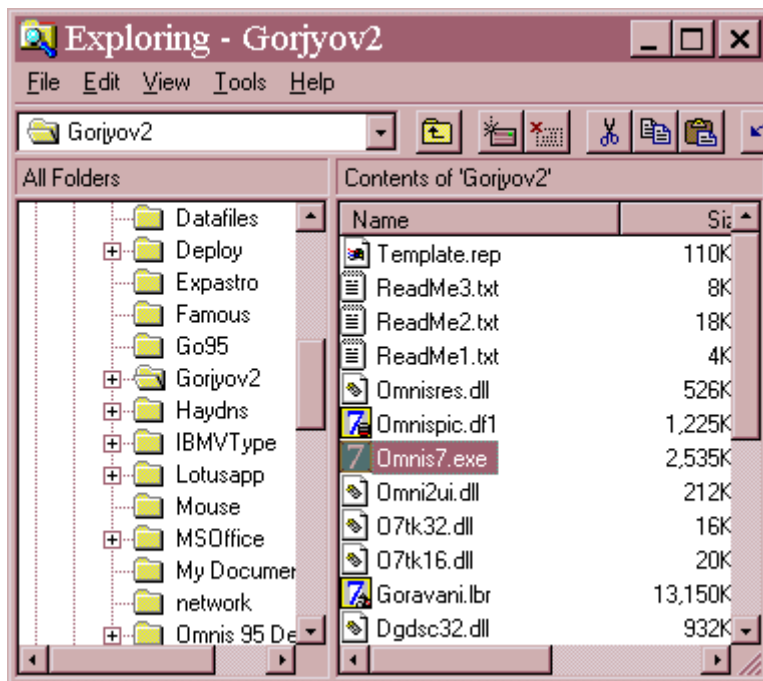 Exploring - Gorjyov2
File Edit View Tools Help
Gorjyov2
All Folders
Contents of 'Gorjyov2'
Datafiles
Deploy
Expastro
Famous
Go95
Gorjyov2
Haydns
IBMVType
Lotusapp
Mouse
MSOffice
My Documer
network
Omnis 95 De
Name Siz
Template.rep 110K
ReadMe3.txt 8K
ReadMe2.txt 18K
ReadMe1.txt 4K
Omnisres.dll 526K
Omnispic.df1 1,225K
Omnis7.exe 2,535K
Omni2ui.dll 212K
O7tk32.dll 16K
O7tk16.dll 20K
Goravani.lbr 13,150K
Dgdsc32.dll 932K